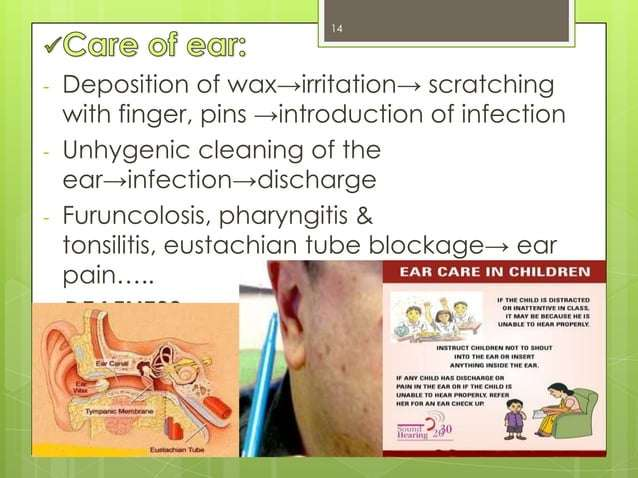 14
✓Care of ear:
- Deposition of wax→irritation→ scratching
with finger, pins →introduction of infection
- Unhygenic cleaning of the
ear→infection→discharge
- Furuncolosis, pharyngitis &
tonsilitis, eustachian tube blockage→ ear
pain…..
Ear Canal
Ear
Wax
Tympanic Membrane
Eustachian Tube
EAR CARE IN CHILDREN
IF THE CHILD IS DISTRACTED
OR INATTENTIVE IN CLASS,
IT MAY BE BECAUSE HE IS
UNABLE TO HEAR PROPERLY.
INSTRUCT CHILDREN NOT TO SHOUT
INTO THE EAR OR INSERT
ANYTHING INSIDE THE EAR.
IF ANY CHILD HAS DISCHARGE OR
PAIN IN THE EAR OR IF THE CHILD IS
UNABLE TO HEAR PROPERLY, REFER
HER FOR AN EAR CHECK UP.
Sound
Hearing 2030